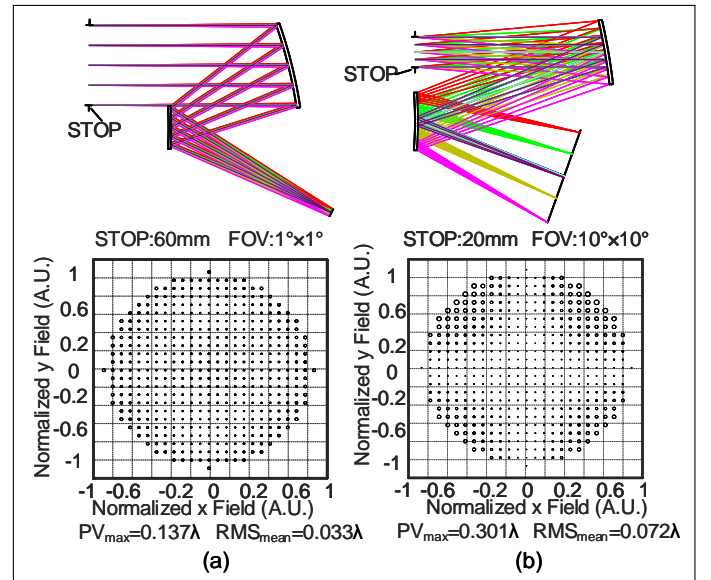 STOP
STOP
STOP:60mm FOV:1°×1°
STOP:20mm FOV:10°×10°
Normalized y Field (A.U.)
1
0.6
0.2
0
-0.2
-0.6
-1
-1 -0.6 -0.2 0 0.2 0.6 1
Normalized x Field (A.U.)
PVmax=0.137λ RMSmean=0.033λ
(a)
Normalized y Field (A.U.)
1
0.6
0.2
0
-0.2
-0.6
-1
-1 -0.6 -0.2 0 0.2 0.6 1
Normalized x Field (A.U.)
PVmax=0.301λ RMSmean=0.072λ
(b)